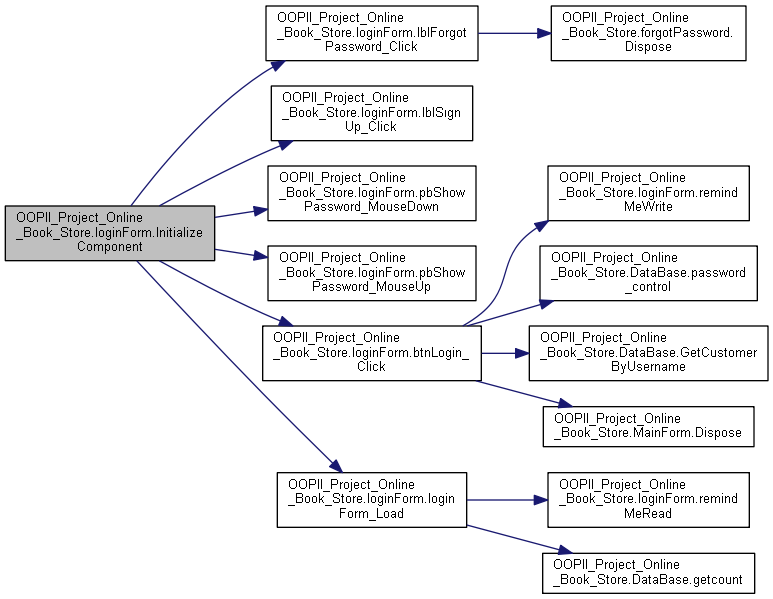 OOPII_Project_Online
_Book_Store.loginForm.Initialize
Component
OOPII_Project_Online
_Book_Store.loginForm.lblForgot
Password_Click
OOPII_Project_Online
_Book_Store.forgotPassword.
Dispose
OOPII_Project_Online
_Book_Store.loginForm.lblSıgn
Up_Click
OOPII_Project_Online
_Book_Store.loginForm.pbShow
Password_MouseDown
OOPII_Project_Online
_Book_Store.loginForm.pbShow
Password_MouseUp
OOPII_Project_Online
_Book_Store.loginForm.btnLogin_
Click
OOPII_Project_Online
_Book_Store.loginForm.remind
MeWrite
OOPII_Project_Online
_Book_Store.DataBase.password
_control
OOPII_Project_Online
_Book_Store.DataBase.GetCustomer
ByUsername
OOPII_Project_Online
_Book_Store.MainForm.Dispose
OOPII_Project_Online
_Book_Store.loginForm.login
Form_Load
OOPII_Project_Online
_Book_Store.loginForm.remind
MeRead
OOPII_Project_Online
_Book_Store.DataBase.getcount